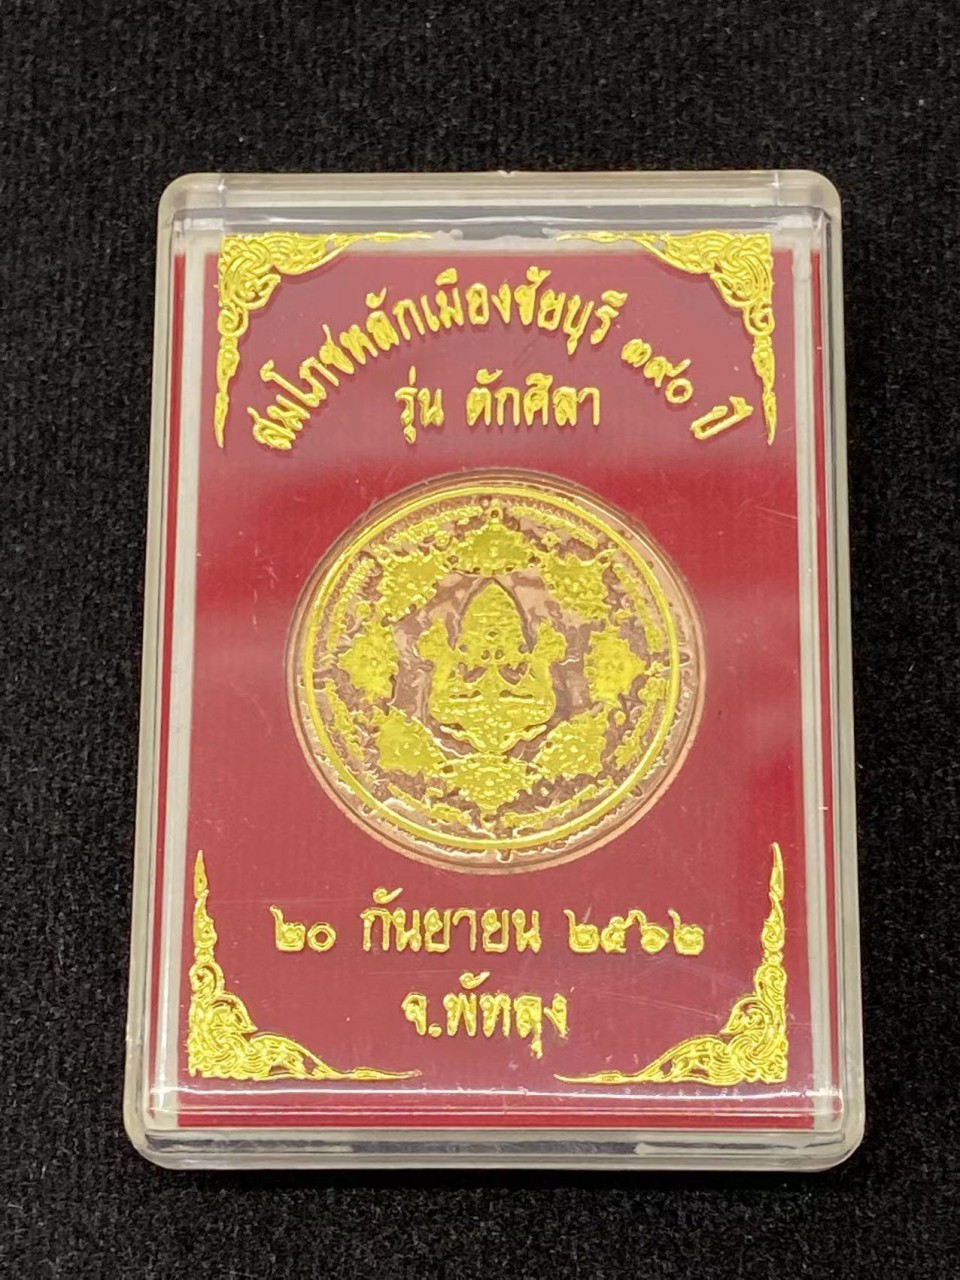 สมโภชหลักเมืองชัยบุรี ๓๙๐ ปี
รุ่น ตักศิลา
๒๐ กันยายน ๒๕๖๒
จ.พัทลุง